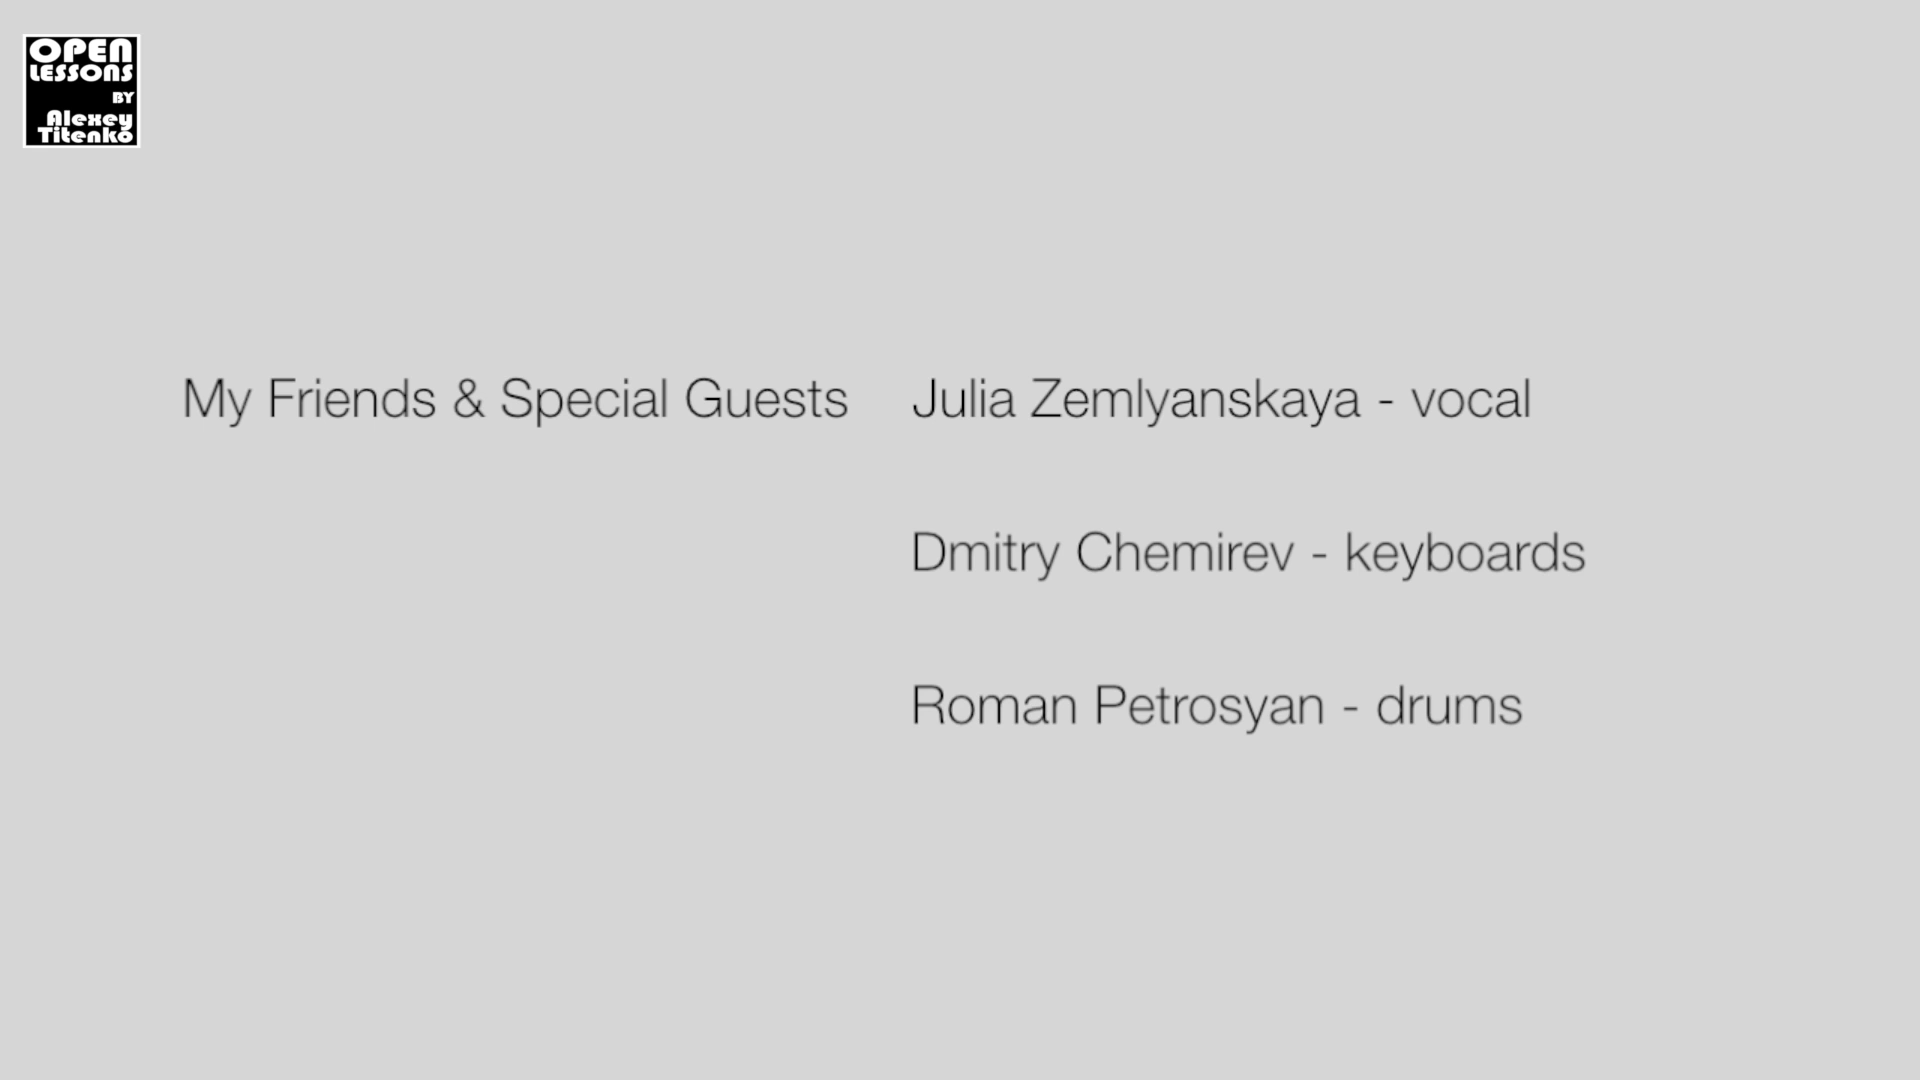 OPEN
LESSONS
BY
Alexey
Titenko
My Friends & Special Guests
Julia Zemlyanskaya - vocal
Dmitry Chemirev - keyboards
Roman Petrosyan - drums